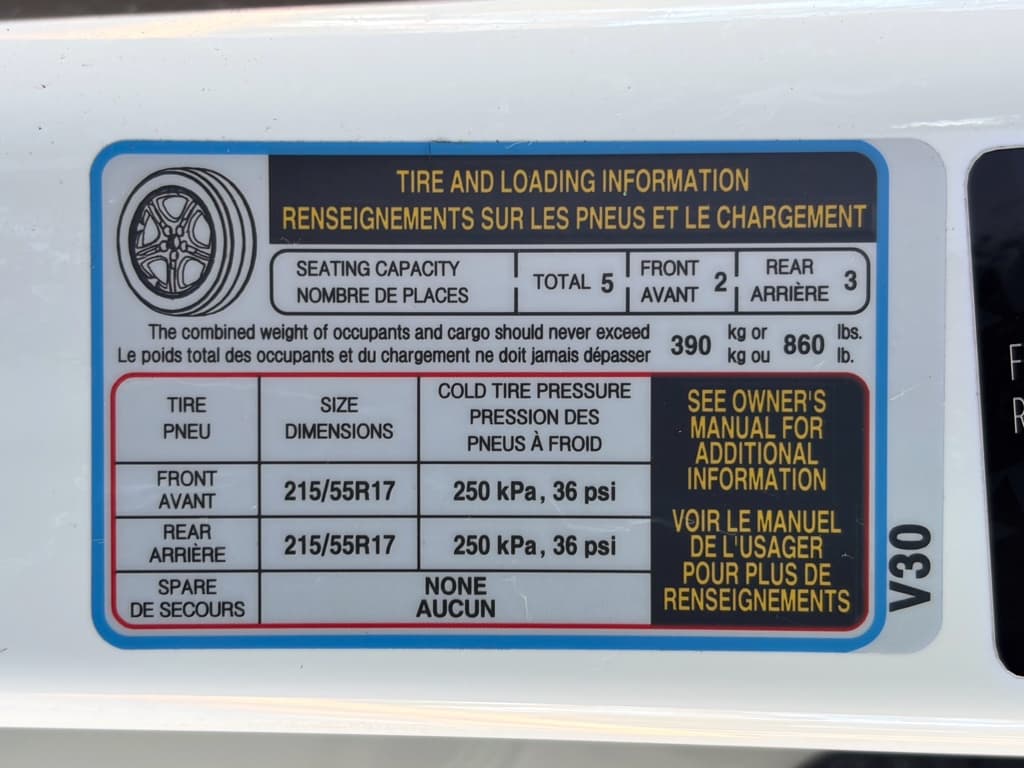 TIRE AND LOADING INFORMATION
RENSEIGNEMENTS SUR LES PNEUS ET LE CHARGEMENT
SEATING CAPACITY
NOMBRE DE PLACES
TOTAL 5
FRONT
AVANT 2
REAR
ARRIÈRE 3
The combined weight of occupants and cargo should never exceed
Le poids total des occupants et du chargement ne doit jamais dépasser
390
kg or
kg ou
860
lbs.
lb.
TIRE
PNEU
SIZE
DIMENSIONS
COLD TIRE PRESSURE
PRESSION DES
PNEUS À FROID
FRONT
AVANT
215/55R17
250 kPa, 36 psi
REAR
ARRIÈRE
215/55R17
250 kPa, 36 psi
SPARE
DE SECOURS
NONE
AUCUN
SEE OWNER'S
MANUAL FOR
ADDITIONAL
INFORMATION
VOIR LE MANUEL
DE L'USAGER
POUR PLUS DE
RENSEIGNEMENTS
V30
F
R